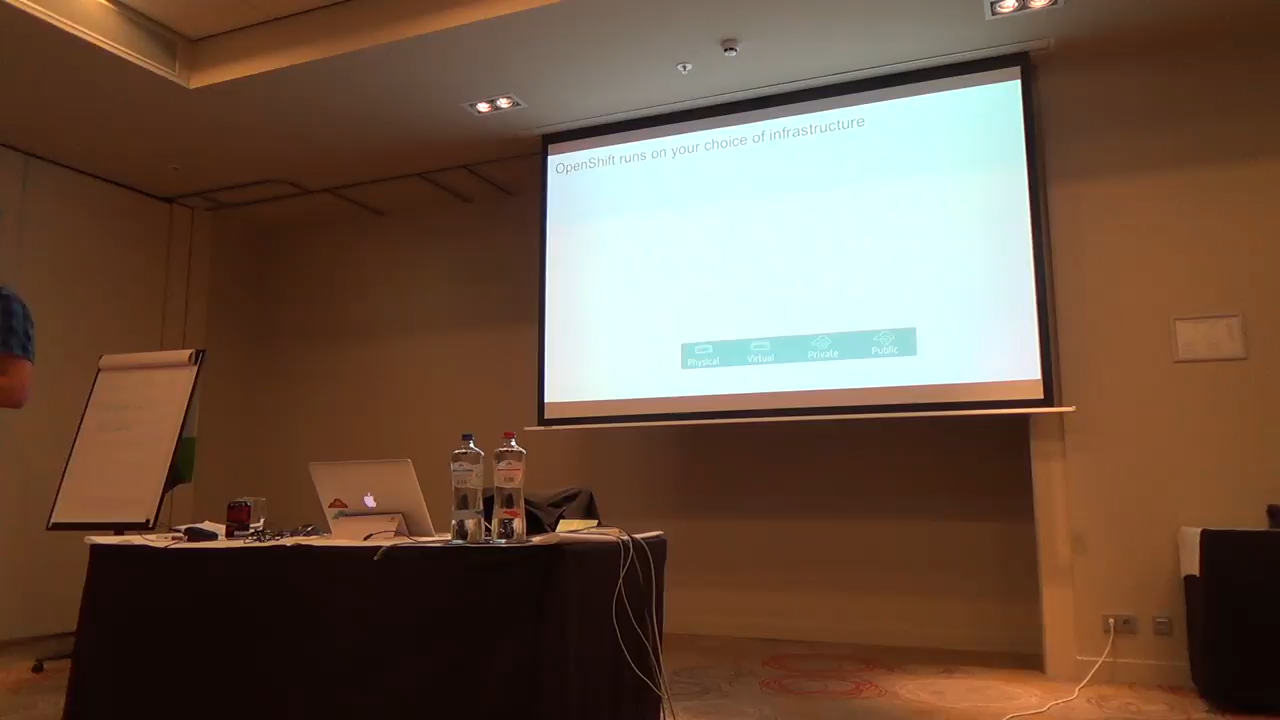 OpenShift runs on your choice of infrastructure
Physical Virtual Private Public